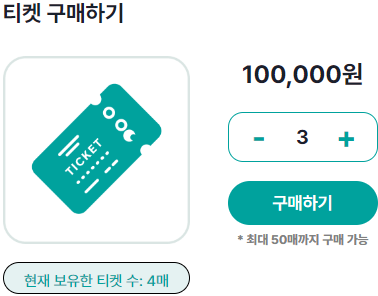 티켓 구매하기
TICKET
현재 보유한 티켓 수: 4매
100,000원
- 3 +
구매하기
* 최대 50매까지 구매 가능